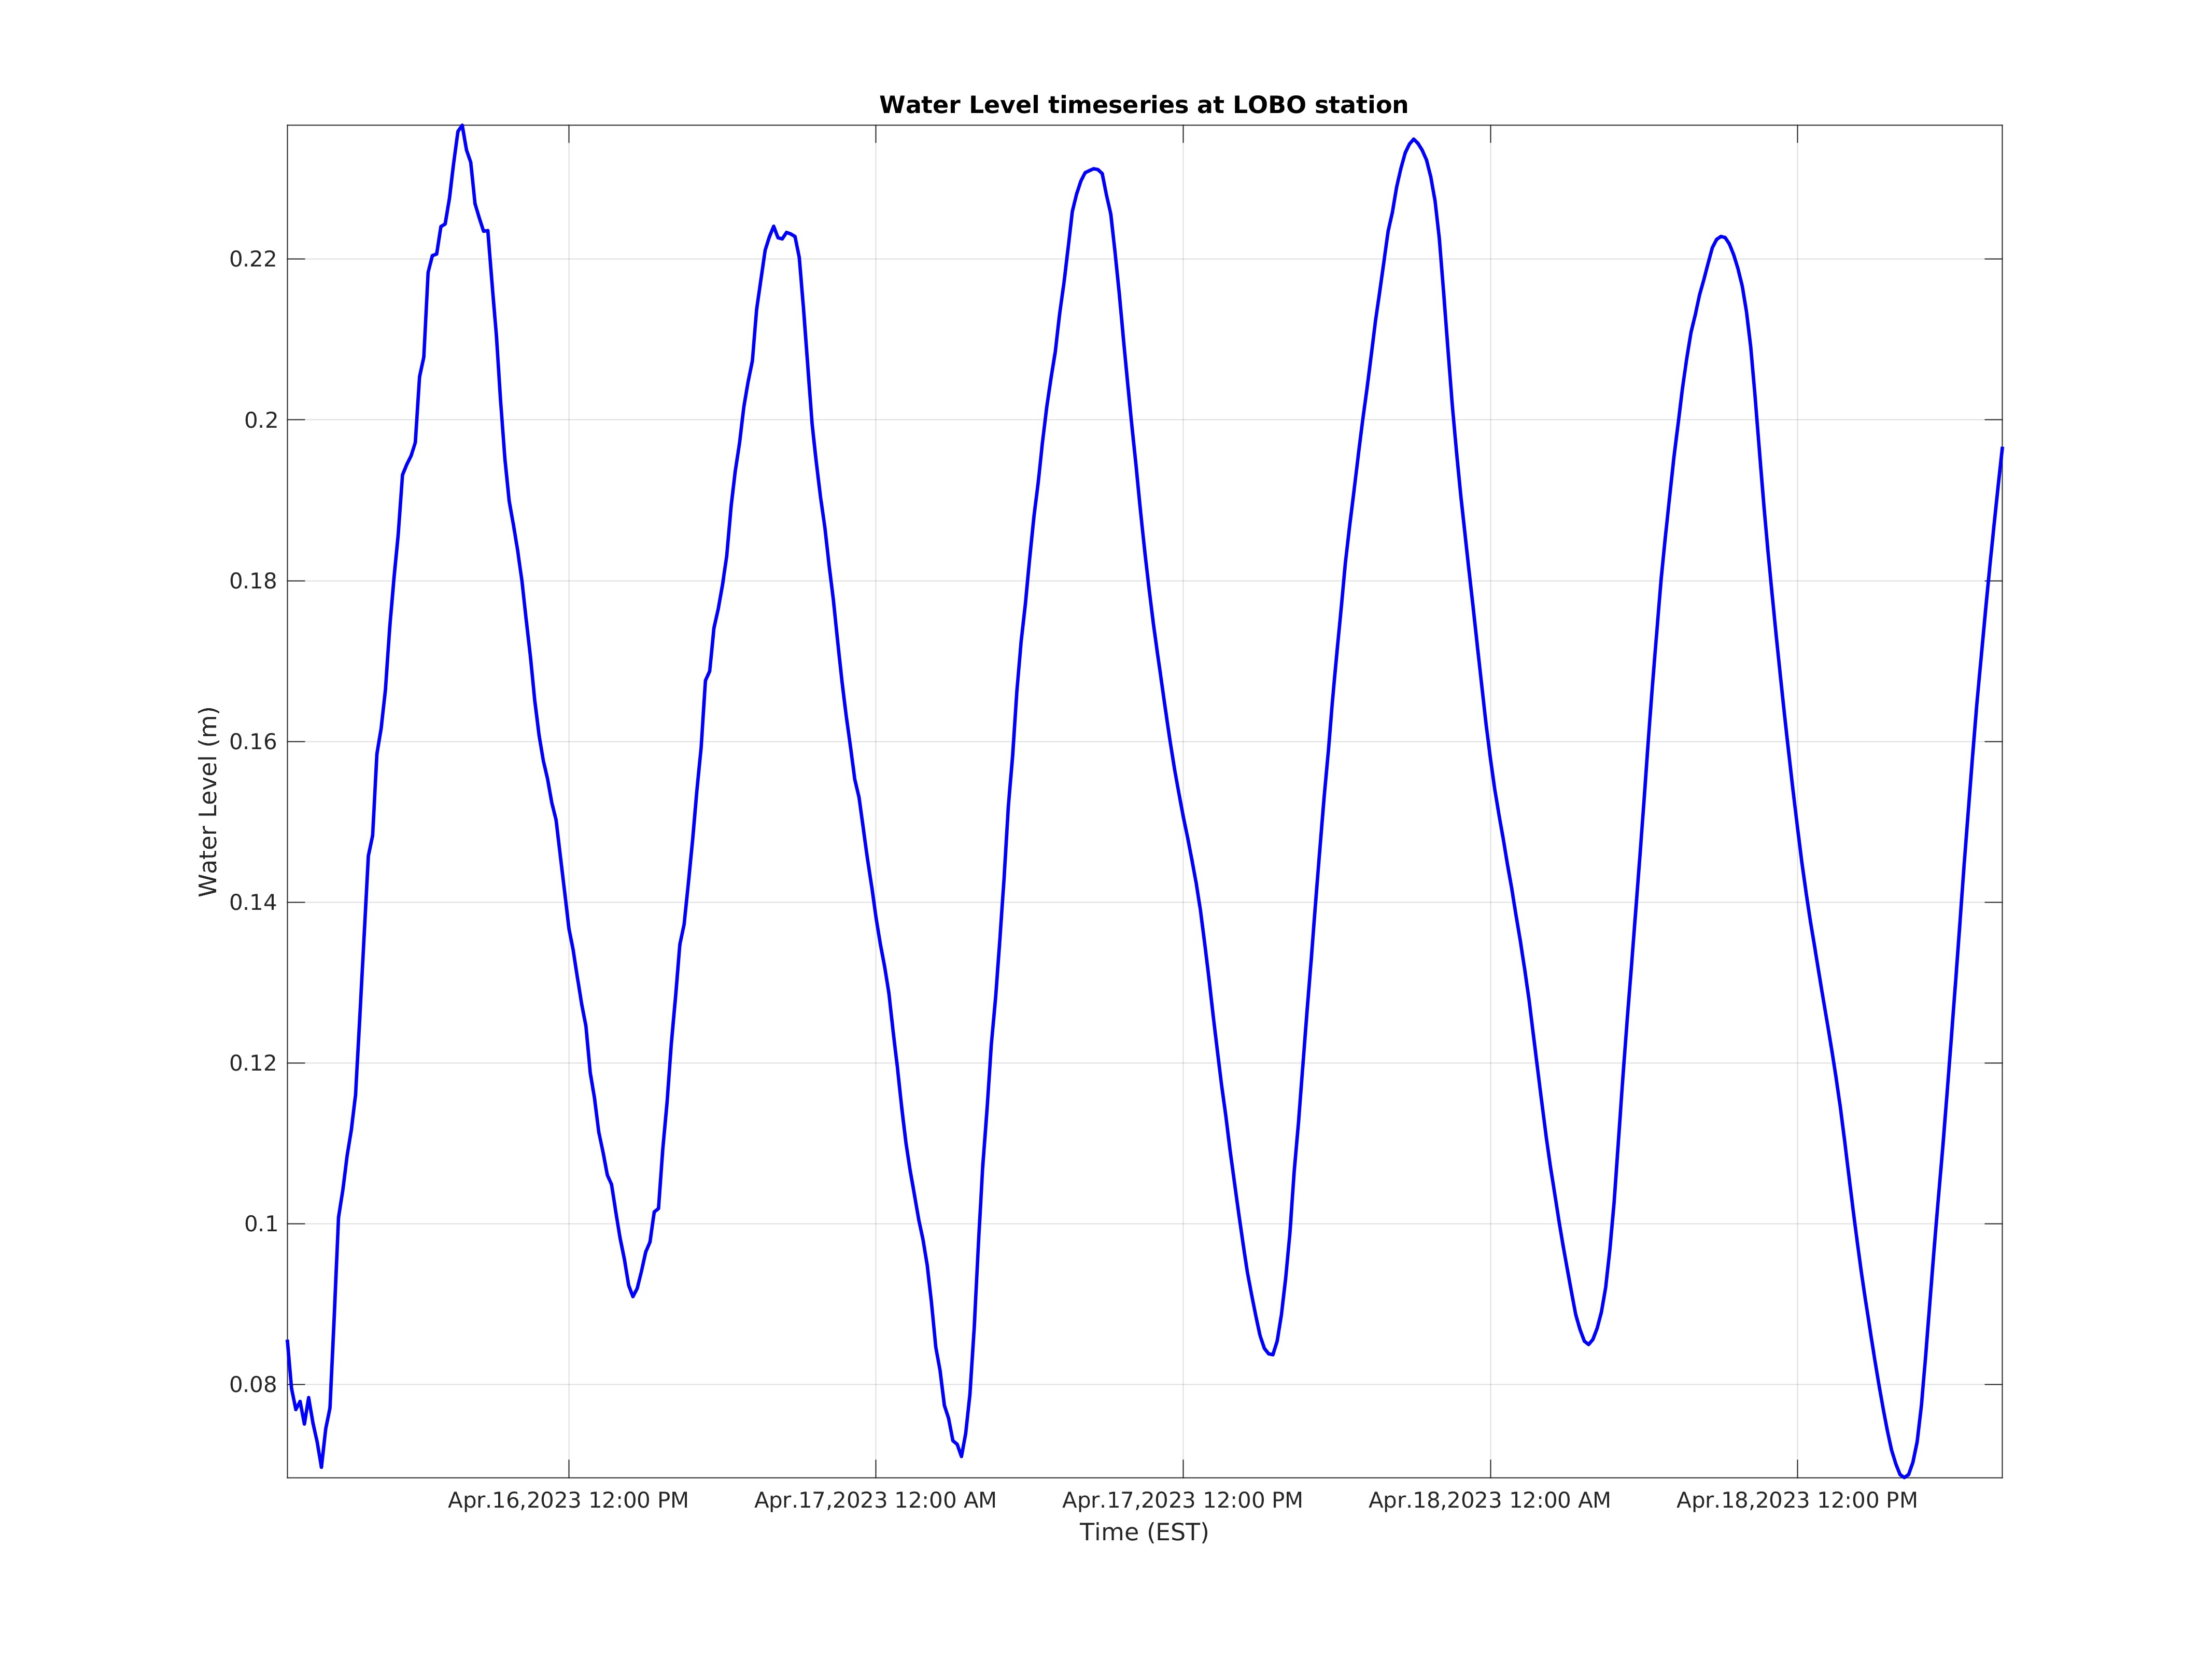 Water Level timeseries at LOBO station
0.22
0.2
0.18
0.16
0.14
0.12
0.1
0.08
Water Level (m)
Apr.16,2023 12:00 PM
Apr.17,2023 12:00 AM
Apr.17,2023 12:00 PM
Apr.18,2023 12:00 AM
Apr.18,2023 12:00 PM
Time (EST)